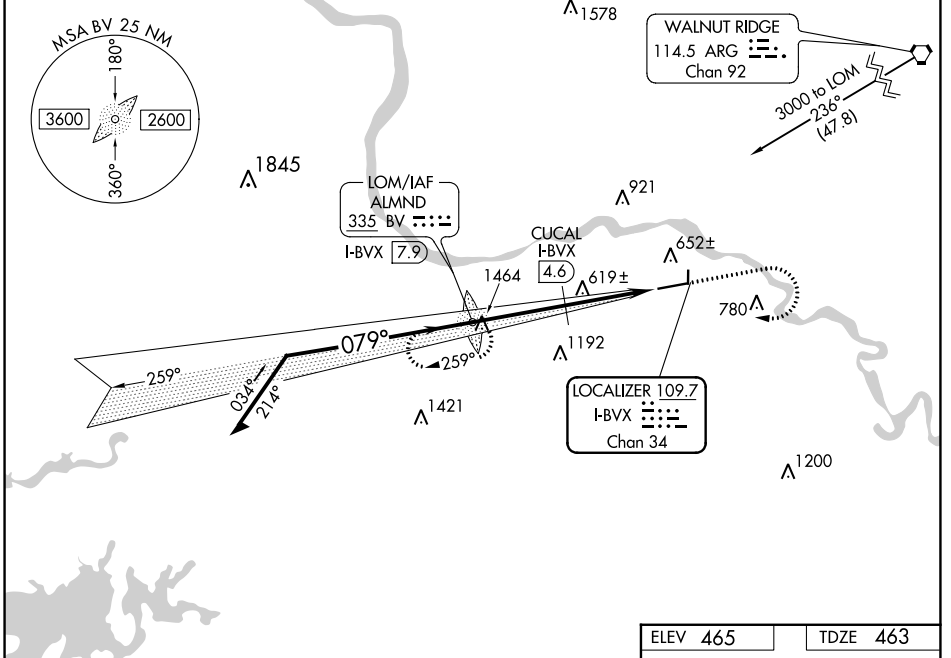 MSA BV 25 NM
180°
3600
2600
360°
1845
1578
WALNUT RIDGE
114.5 ARG
Chan 92
3000 to LOM
236°
(47.8)
LOM/IAF
ALMND
335 BV
I-BVX 7.9
921
CUCAL
I-BVX
4.6
1464
619±
652±
780
079°
259°
259°
034°
214°
1192
1421
LOCALIZER 109.7
I-BVX
Chan 34
1200
ELEV 465
TDZE 463